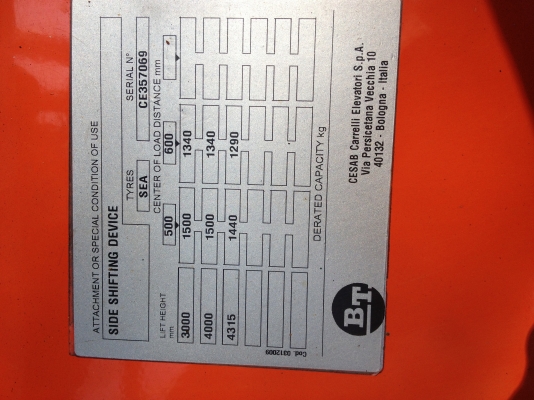 ATTACHMENT OR SPECIAL CONDITION OF USE
SIDE SHIFTING DEVICE
TYRES
SERIAL N°
SEA
CE357069
LIFT HEIGHT
mm
CENTER OF LOAD DISTANCE mm
500 600
3000 1500 1340
4000 1500 1340
4315 1440 1290
DERATED CAPACITY kg
Cod. 0312009
BT
CESAB Carrelli Elevatori S.p.A.
Via Persicetana Vecchia 10
40132 - Bologna - Italia